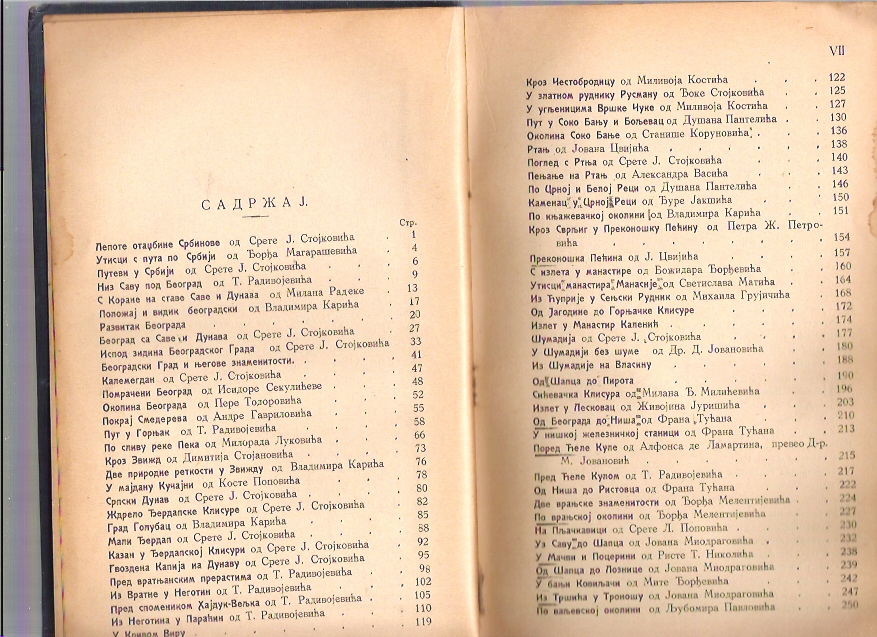 САДРЖАЈ.
Стр.
Лепоте отаџбине Србинове од Срете Ј. Стојковића . 1
Утисци с пута по Србији од Ђорђа Магарашевића . 4
Путеви у Србији од Срете Ј. Стојковића . . 6
Низ Саву под Београд од Т. Радивојевића . . 9
С Коране на ставе Саве и Дунава од Милана Радеке . 13
Положај и видик београдски од Владимира Карића . 17
Развитак Београда . . . . . . 20
Београд са Саве и Дунава од Срете Ј. Стојковића . 27
Испод зидина Београдског Града од Срете Ј. Стојковића 33
Београдски Град и његове знаменитости. . . . 41
Калемегдан од Срете Ј. Стојковића . . . 47
Помрачени Београд од Исидоре Секулићеве . . 48
Околина Београда од Пере Тодоровића . . . 52
Покрај Смедерева од Андре Гавриловића . . 55
Пут у Горњак од Т. Радивојевића . . . 58
По сливу реке Пека од Милорада Луковића . . 66
Кроз Звижд од Димитија Стојановића . . . 73
Две природне реткости у Звижду од Владимира Карића 76
У мајдану Кучајни од Косте Поповића . . . 78
Српски Дунав од Срете Ј. Стојковића . . . 80
Ждрело Ђердапске Клисуре од Срете Ј. Стојковића . 82
Град Голубац од Владимира Карића . . . 85
Мали Ђердап од Срете Ј. Стојковића . . . 88
Казан у Ђердапској Клисури од Срете Ј. Стојковића 92
Гвоздена Капија на Дунаву од Срете Ј. Стојковића . 95
Пред вратњанским прерастима од Т. Радивојевића . 98
Из Вратне у Неготин од Т. Радивојевића . . 102
Пред спомеником Хајдук-Вељка од Т. Радивојевића . 105
Из Неготина у Параћин од Т. Радивојевића . . 110
У Кривом Виру . . . . . . 119
VII
Кроз Честобродицу од Миливоја Костића . . . 122
У златном руднику Русману од Ђоке Стојковића . . 125
У угљеницима Вршке Чуке од Миливоја Костића . . 127
Пут у Соко Бању и Бољевац од Душана Пантелића . . 130
Околина Соко Бање од Станише Коруновића . . . 136
Ртањ од Јована Цвијића . . . . . . 138
Поглед с Ртња од Срете Ј. Стојковића . . 140
Пењање на Ртањ од Александра Васића . . . 143
По Црној и Белој Реци од Душана Пантелића . . 146
Каменац у Црној Реци од Ђуре Јакшића . . . 150
По књажевачкој околини од Владимира Карића . . 151
Кроз Сврљиг у Преконошку Пећину од Петра Ж. Петро-
вића . . . . . . . 154
Преконошка Пећина од Ј. Цвијића . . . 157
С излета у манастире од Божидара Ђорђевића . . 160
Утисци манастира Манасије од Светислава Матића . . 164
Из Ћуприје у Сењски Рудник од Михаила Грујичића . 168
Од Јагодине до Горњачке Клисуре . . . 172
Излет у Манастир Каленић . . . . 174
Шумадија од Срете Ј. Стојковића . . . 177
У Шумадији без шуме од Др. Д. Јовановића . . 180
Из Шумадије на Власину . . . . 188
Од Шапца до Пирота . . . . . 190
Сићевачка Клисура од Милана Ђ. Милићевића . . 196
Излет у Лесковац од Живојина Јуришића . . 203
Од Београда до Ниша од Франа Тућана . . . 210
У нишкој железничкој станици од Франа Тућана . . 213
Поред Ћеле Куле од Алфонса де Ламартина, превео Д-р.
М. Јовановић . . . . . 215
Пред Ћеле Кулом од Т. Радивојевића . . . 217
Од Ниша до Ристовца од Франа Тућана . . . 222
Две врањске знаменитости од Ђорђа Мелентијевића . . 224
По врањској околини од Ђорђа Мелентијевића . . 227
На Пљачкавици од Срете Л. Поповића . . . 230
Уз Саву до Шапца од Јована Миодраговића . . 232
У Мачви и Поцерини од Ристе Т. Николића . . 238
Од Шапца до Лознице од Јована Миодраговића . . 239
У бањи Ковиљачи од Мите Ђорђевића . . . 242
Из Тршића у Троношу од Јована Миодраговића . . 247
По ваљевској околини од Љубомира Павловића . . 250